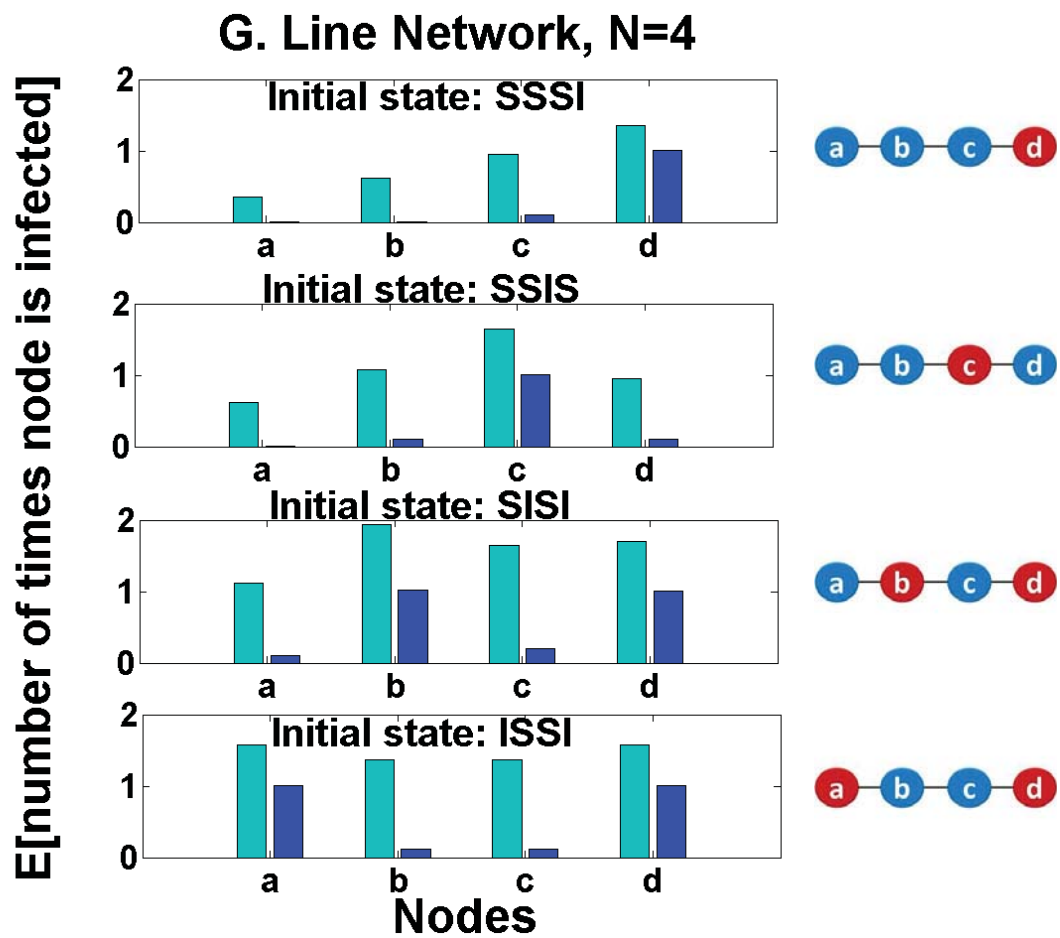 G. Line Network, N=4
E[number of times node is infected]
Initial state: SSSI
2
1
0
a b c d
a b c d
Initial state: SSIS
2
1
0
a b c d
a b c d
Initial state: SISI
2
1
0
a b c d
a b c d
Initial state: ISSI
2
1
0
a b c d
a b c d
Nodes